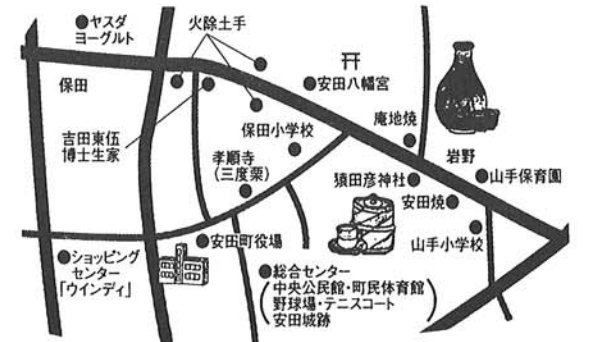 ●ヤスダ
ヨーグルト
火除土手
保田
●安田八幡宮
吉田東伍
博士生家
保田小学校
庵地焼
孝順寺
(三度栗)
岩野
猿田彦神社
山手保育園
安田焼
山手小学校
●安田町役場
●ショッピング
センター
「ウインディ」
●総合センター
(中央公民館・町民体育館
野球場・テニスコート
安田城跡)